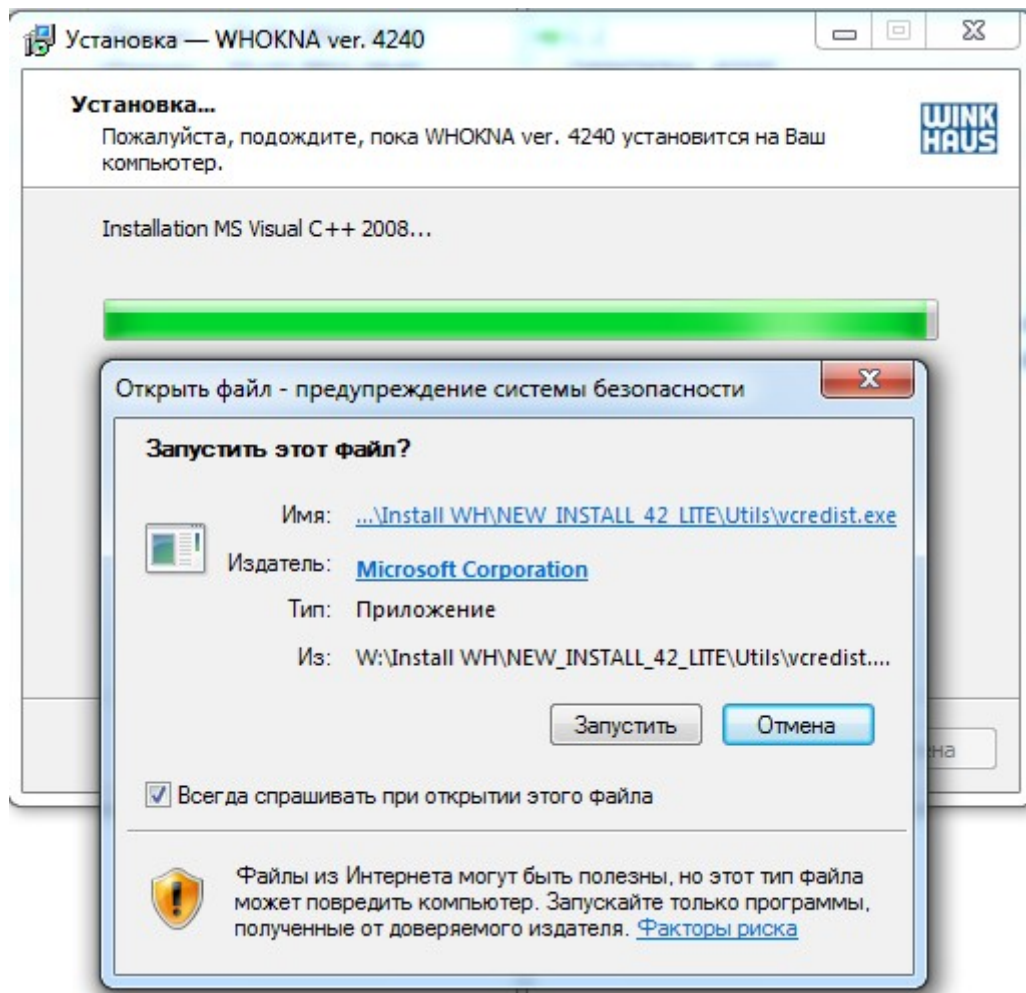 Установка — WHOKNA ver. 4240
Установка...
Пожалуйста, подождите, пока WHOKNA ver. 4240 установится на Ваш
компьютер.
WINK
HAUS
Installation MS Visual C++ 2008...
Открыть файл - предупреждение системы безопасности
Запустить этот файл?
Имя: ...\Install WH\NEW_INSTALL_42_LITE\Utils\vcredist.exe
Издатель: Microsoft Corporation
Тип: Приложение
Из: W:\Install WH\NEW_INSTALL_42_LITE\Utils\vcredist....
Запустить Отмена
Всегда спрашивать при открытии этого файла
Файлы из Интернета могут быть полезны, но этот тип файла
может повредить компьютер. Запускайте только программы,
полученные от доверяемого издателя. Факторы риска